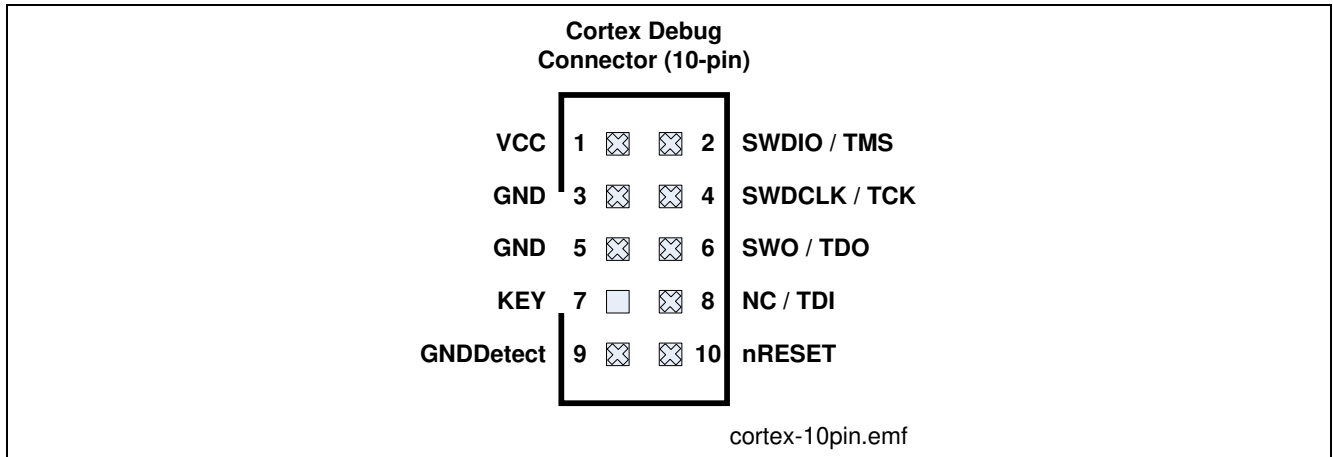 Cortex Debug
Connector (10-pin)
VCC 1 2 SWDIO / TMS
GND 3 4 SWDCLK / TCK
GND 5 6 SWO / TDO
KEY 7 8 NC / TDI
GNDDetect 9 10 nRESET
cortex-10pin.emf